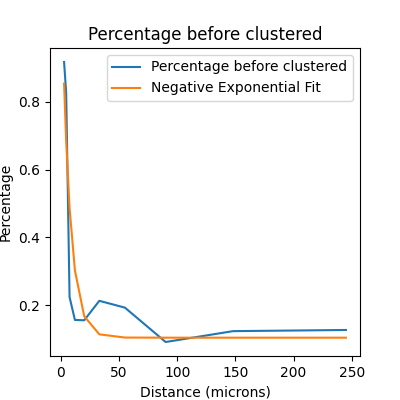 Percentage before clustered
Percentage before clustered
Negative Exponential Fit
Percentage
0.8
0.6
0.4
0.2
0
50
100
150
200
250
Distance (microns)